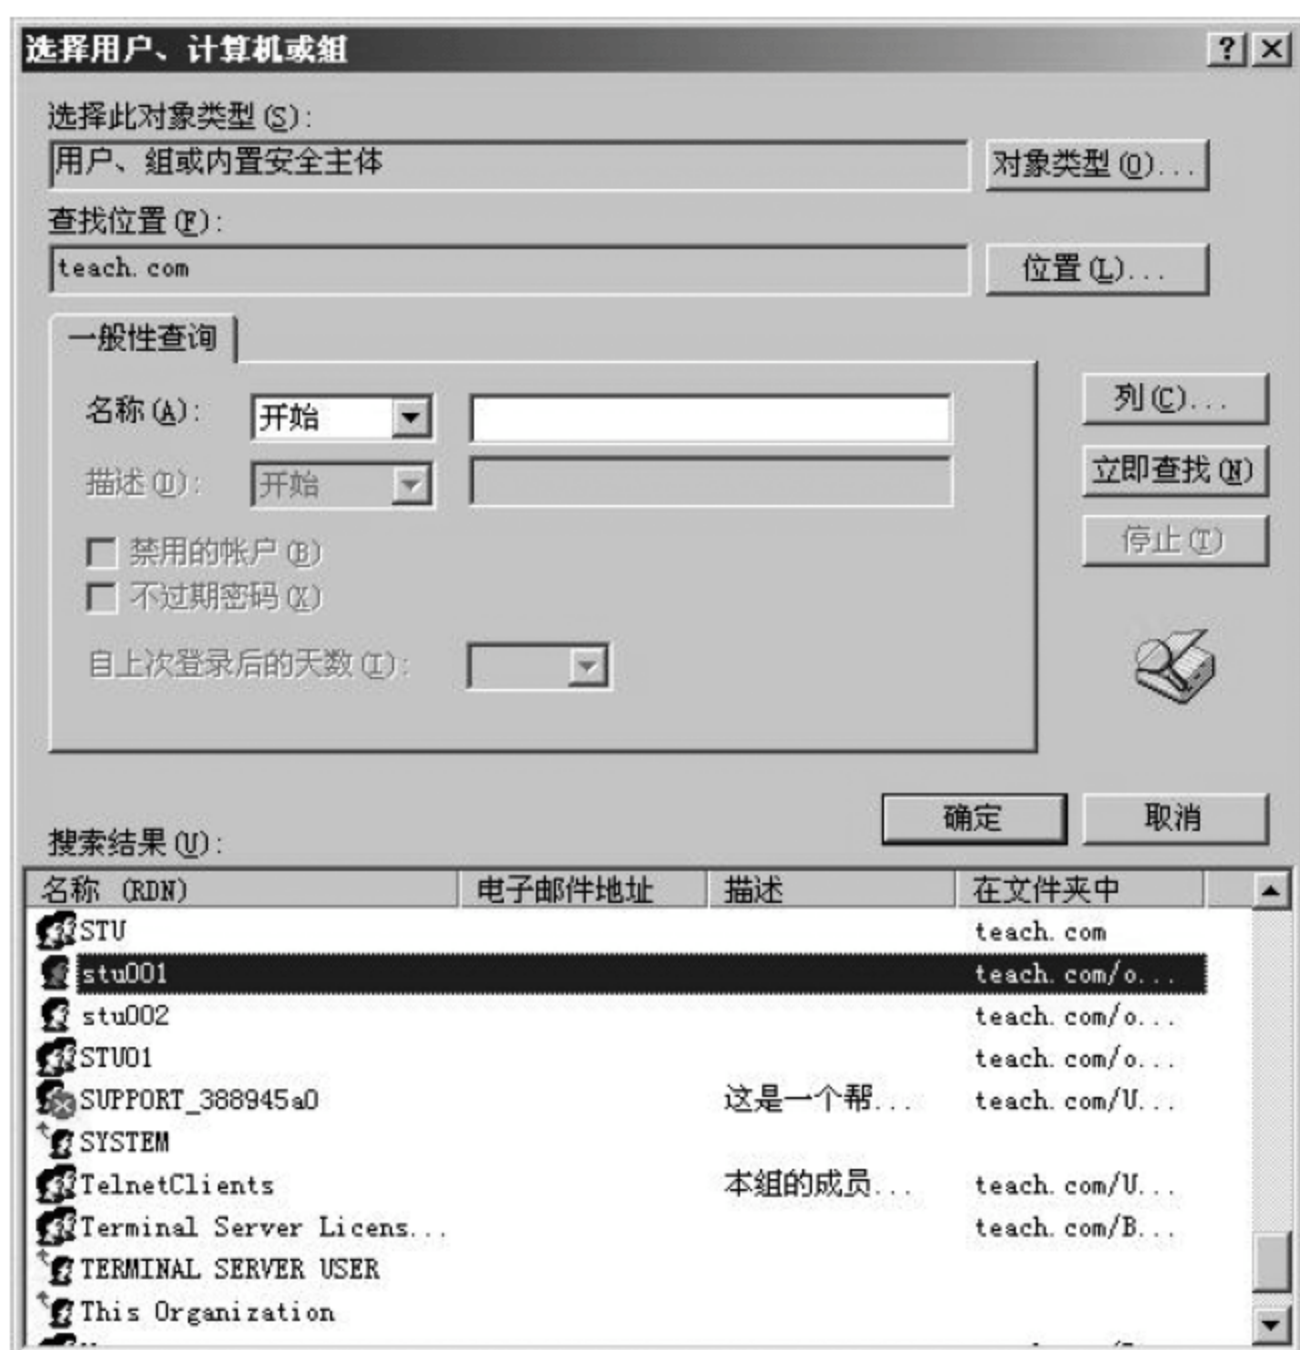 选择用户、计算机或组
选择此对象类型(S):
用户、组或内置安全主体 对象类型(O)...
查找位置(F):
teach.com 位置(L)...
一般性查询
名称(A): 开始 列(C)...
描述(D): 开始 立即查找(N)
禁用的帐户(B) 停止(T)
不过期密码(X)
自上次登录后的天数(I):
确定 取消
搜索结果(U):
名称 (RDN) 电子邮件地址 描述 在文件夹中
STU teach.com
stu001 teach.com/o...
stu002 teach.com/o...
STU01 teach.com/o...
SUPPORT_388945a0 这是一个帮... teach.com/U...
SYSTEM
TelnetClients 本组的成员... teach.com/U...
Terminal Server Licens... teach.com/B...
TERMINAL SERVER USER
This Organization